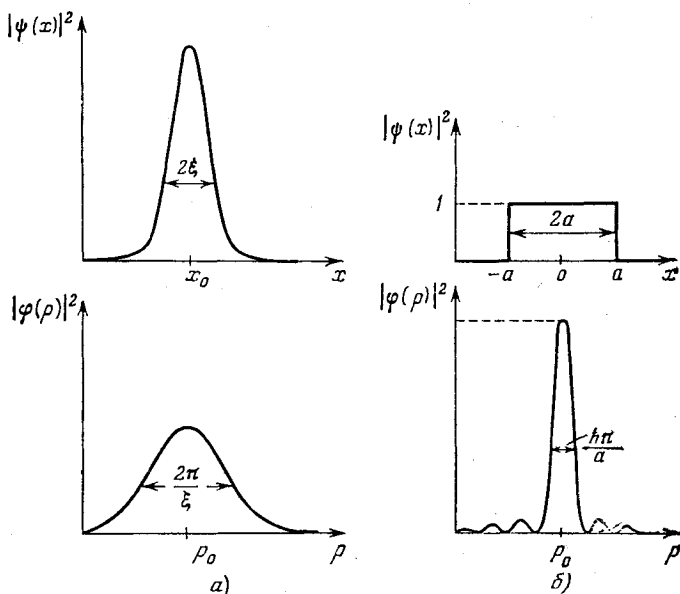 |ψ(x)|²
2ξ
x₀ x
|φ(p)|²
2π/ξ
p₀ p
а)
|ψ(x)|²
1
2a
-a 0 a x
|φ(p)|²
ħπ/a
p₀ p
б)